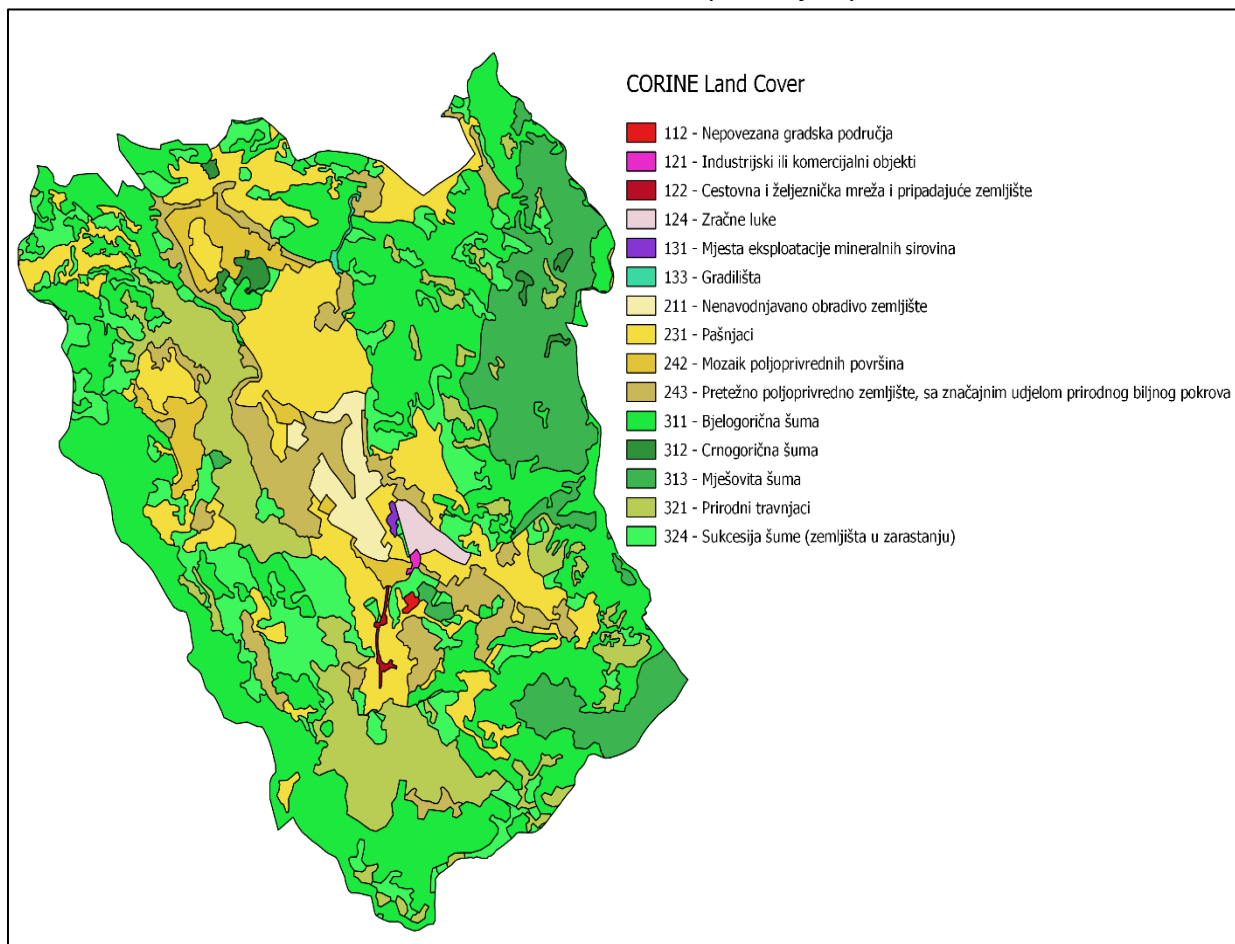 CORINE Land Cover
112 - Nepovezana gradska područja
121 - Industrijski ili komercijalni objekti
122 - Cestovna i željeznička mreža i pripadajuće zemljište
124 - Zračne luke
131 - Mjesta eksploatacije mineralnih sirovina
133 - Gradilišta
211 - Nenavodnjavano obradivo zemljište
231 - Pašnjaci
242 - Mozaik poljoprivrednih površina
243 - Pretežno poljoprivredno zemljište, sa značajnim udjelom prirodnog biljnog pokrova
311 - Bjelogorična šuma
312 - Crnogorična šuma
313 - Mješovita šuma
321 - Prirodni travnjaci
324 - Sukcesija šume (zemljišta u zarastanju)